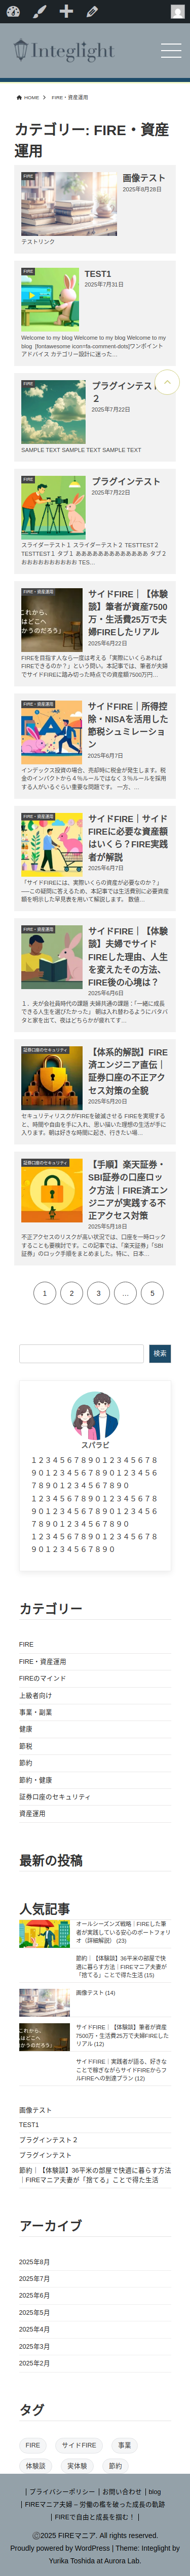 Integlight
HOME > FIRE・資産運用
カテゴリー: FIRE・資産
運用
FIRE
画像テスト
2025年8月28日
テストリンク
FIRE
TEST1
2025年7月31日
Welcome to my blog Welcome to my blog Welcome to my
blog [fontawesome icon=fa-comment-dots]ワンポイント
アドバイス カテゴリー設計に迷った…
FIRE
プラグインテスト
２
2025年7月22日
SAMPLE TEXT SAMPLE TEXT SAMPLE TEXT
FIRE
プラグインテスト
2025年7月22日
スライダーテスト１ スライダーテスト２ TESTTEST２
TESTTEST１ タブ１ ああああああああああああ タブ２
おおおおおおおおおお TES…
FIRE・資産運用
これから、
かうのだろう」
サイドFIRE｜【体験
談】筆者が資産7500
万・生活費25万で夫
婦FIREしたリアル
2025年6月22日
FIREを目指す人なら一度は考える「実際にいくらあれば
FIREできるのか？」という問い。本記事では、筆者が夫婦
でサイドFIREに踏み切った時点での資産額7500万円…
FIRE・資産運用
サイドFIRE｜所得控
除・NISAを活用した
節税シュミレーショ
ン
2025年6月7日
インデックス投資の場合、売却時に税金が発生します。税
金のインパクトから４％ルールではなく３％ルールを採用
する人がいるくらい重要な問題です。 一方、…
FIRE・資産運用
サイドFIRE｜サイド
FIREに必要な資産額
はいくら？FIRE実践
者が解説
2025年6月7日
「サイドFIREには、実際いくらの資産が必要なのか？」
──この疑問に答えるため、本記事では生活費別に必要資産
額を明示した早見表を用いて解説します。 数値…
FIRE・資産運用
サイドFIRE｜【体験
談】夫婦でサイド
FIREした理由、人生
を変えたその方法、
FIRE後の心境は？
2025年6月6日
１．夫が会社員時代の課題 夫婦共通の課題：「一緒に成長
できる人生を選びたかった」 朝は入れ替わるようにバタバ
タと家を出て、夜はどちらかが疲れてす…
証券口座のセキュリティ
【体系的解説】FIRE
済エンジニア直伝｜
証券口座の不正アク
セス対策の全貌
2025年5月20日
セキュリティリスクがFIREを破滅させる FIREを実現する
と、時間や自由を手に入れ、思い描いた理想の生活が手に
入ります。朝は好きな時間に起き、行きたい場…
証券口座のセキュリティ
【手順】楽天証券・
SBI証券の口座ロッ
ク方法｜FIRE済エン
ジニアが実践する不
正アクセス対策
2025年5月18日
不正アクセスのリスクが高い状況では、口座を一時ロック
することも要検討です。この記事では、「楽天証券」「SBI
証券」のロック手順をまとめました。特に、日本…
1 2 3 … 5
検索
スパラピ
１２３４５６７８９０１２３４５６７８
９０１２３４５６７８９０１２３４５６
７８９０１２３４５６７８９０
１２３４５６７８９０１２３４５６７８
９０１２３４５６７８９０１２３４５６
７８９０１２３４５６７８９０
１２３４５６７８９０１２３４５６７８
９０１２３４５６７８９０
カテゴリー
FIRE
FIRE・資産運用
FIREのマインド
上級者向け
事業・副業
健康
節税
節約
節約・健康
証券口座のセキュリティ
資産運用
最新の投稿
人気記事
オールシーズンズ戦略｜FIREした筆
者が実践している安心のポートフォリ
オ（詳細解説） (23)
節約｜【体験談】36平米の部屋で快
適に暮らす方法｜FIREマニア夫妻が
「捨てる」ことで得た生活 (15)
画像テスト (14)
これから、
かうのだろう」
サイドFIRE｜【体験談】筆者が資産
7500万・生活費25万で夫婦FIREした
リアル (12)
サイドFIRE｜実践者が語る、好きな
ことで稼ぎながらサイドFIREからフ
ルFIREへの到達プラン (12)
画像テスト
TEST1
プラグインテスト２
プラグインテスト
節約｜【体験談】36平米の部屋で快適に暮らす方法
｜FIREマニア夫妻が「捨てる」ことで得た生活
アーカイブ
2025年8月
2025年7月
2025年6月
2025年5月
2025年4月
2025年3月
2025年2月
タグ
FIRE サイドFIRE 事業
体験談 実体験 節約
｜プライバシーポリシー｜お問い合わせ｜blog
｜FIREマニア夫婦 – 労働の檻を破った成長の軌跡
｜FIREで自由と成長を掴む！｜
©2025 FIREマニア. All rights reserved.
Proudly powered by WordPress | Theme: Integlight by
Yurika Toshida at Aurora Lab.